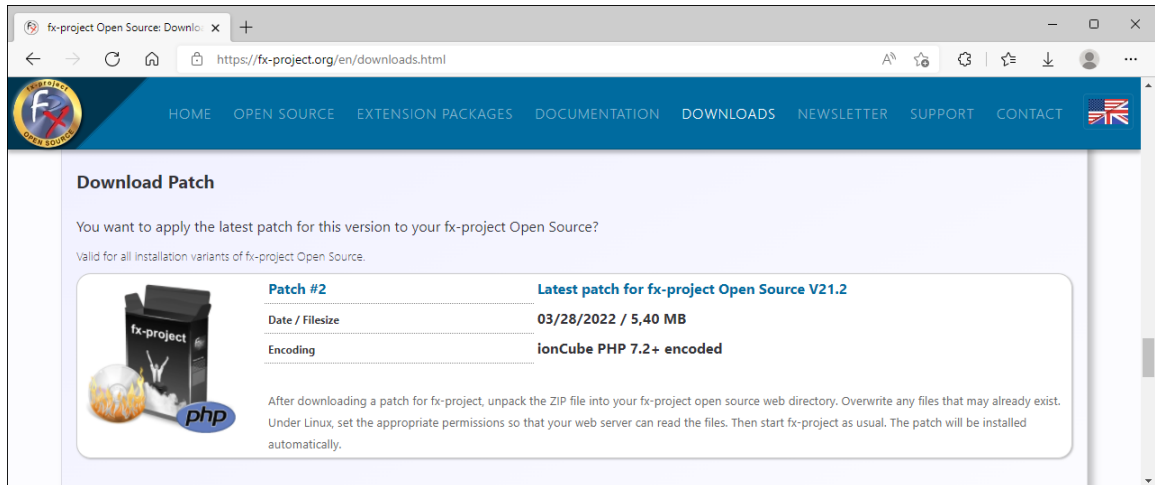 fx-project Open Source: Downlo
https://fx-project.org/en/downloads.html
fx-project
Fx
OPEN SOURCE
HOME OPEN SOURCE EXTENSION PACKAGES DOCUMENTATION DOWNLOADS NEWSLETTER SUPPORT CONTACT
Download Patch
You want to apply the latest patch for this version to your fx-project Open Source?
Valid for all installation variants of fx-project Open Source.
fx-project
php
Patch #2 Latest patch for fx-project Open Source V21.2
Date / Filesize 03/28/2022 / 5,40 MB
Encoding ionCube PHP 7.2+ encoded
After downloading a patch for fx-project, unpack the ZIP file into your fx-project open source web directory. Overwrite any files that may already exist.
Under Linux, set the appropriate permissions so that your web server can read the files. Then start fx-project as usual. The patch will be installed
automatically.